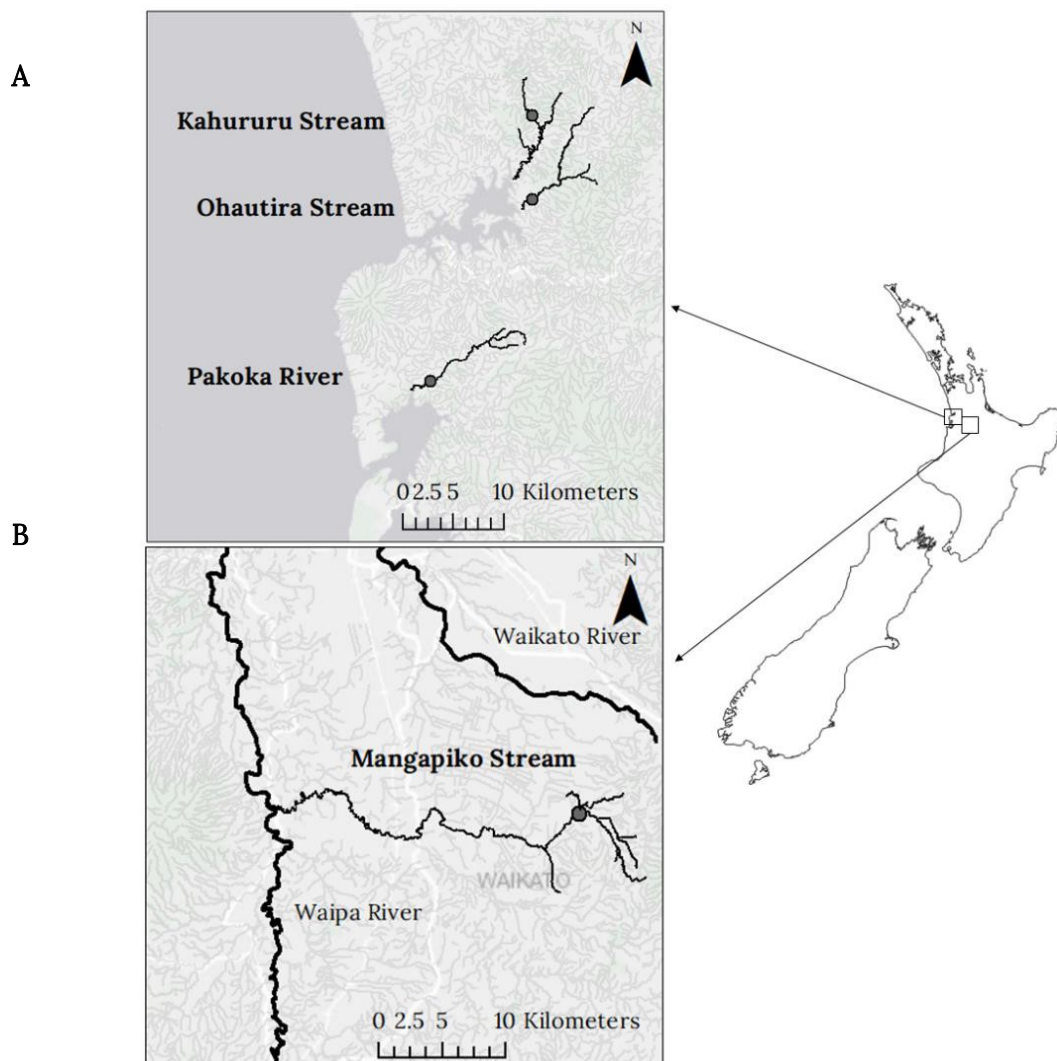 A
N
Kahururu Stream
Ohautira Stream
Pakoka River
0 2.5 5 10 Kilometers
B
N
Waikato River
Mangapiko Stream
WAIKATO
Waipa River
0 2.5 5 10 Kilometers